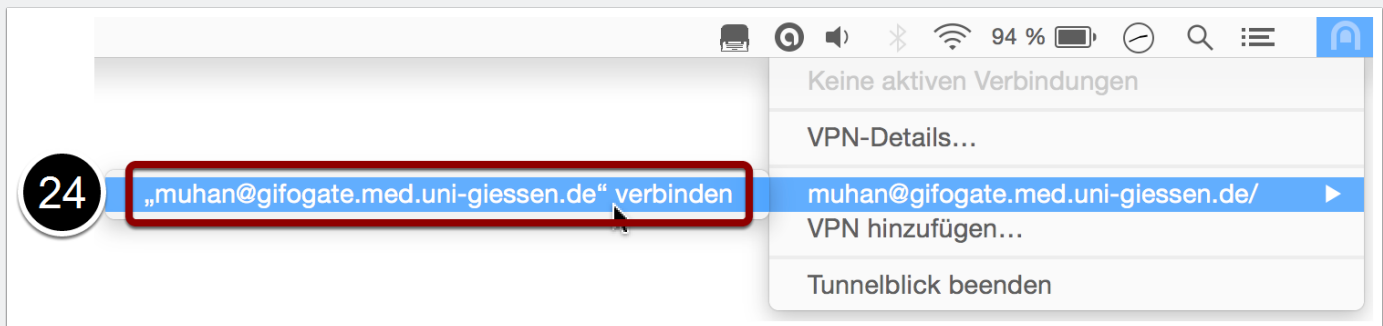 94 %
Keine aktiven Verbindungen
VPN-Details…
24
„muhan@gifogate.med.uni-giessen.de“ verbinden
muhan@gifogate.med.uni-giessen.de/
VPN hinzufügen…
Tunnelblick beenden